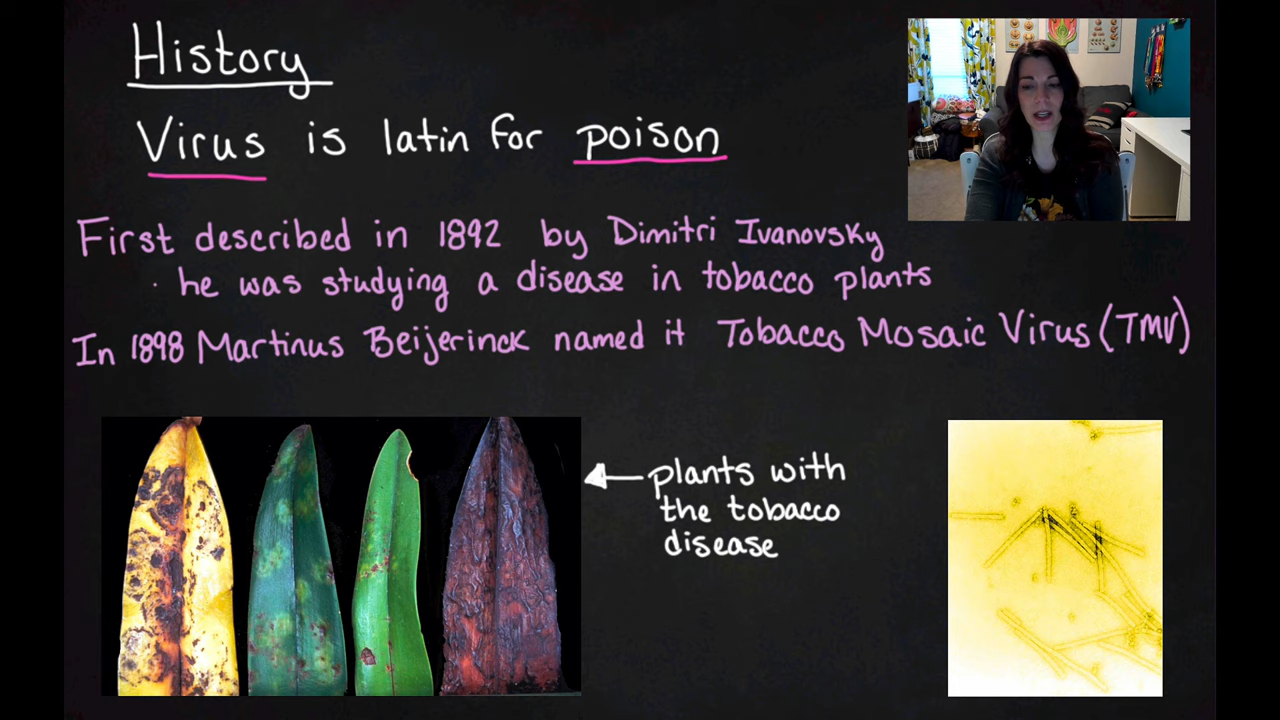 History
Virus is latin for poison
First described in 1892 by Dimitri Ivanovsky
· he was studying a disease in tobacco plants
In 1898 Martinus Beijerinck named it Tobacco Mosaic Virus (TMV)
plants with
the tobacco
disease